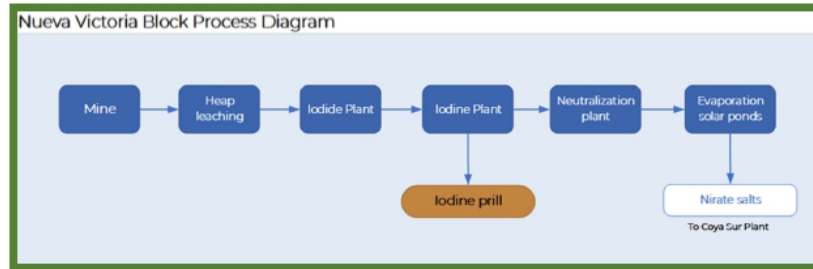 Nueva Victoria Block Process Diagram
Mine
Heap
leaching
Iodide Plant
Iodine Plant
Neutralization
plant
Evaporation
solar ponds
Iodine prill
Nirate salts
To Coya Sur Plant